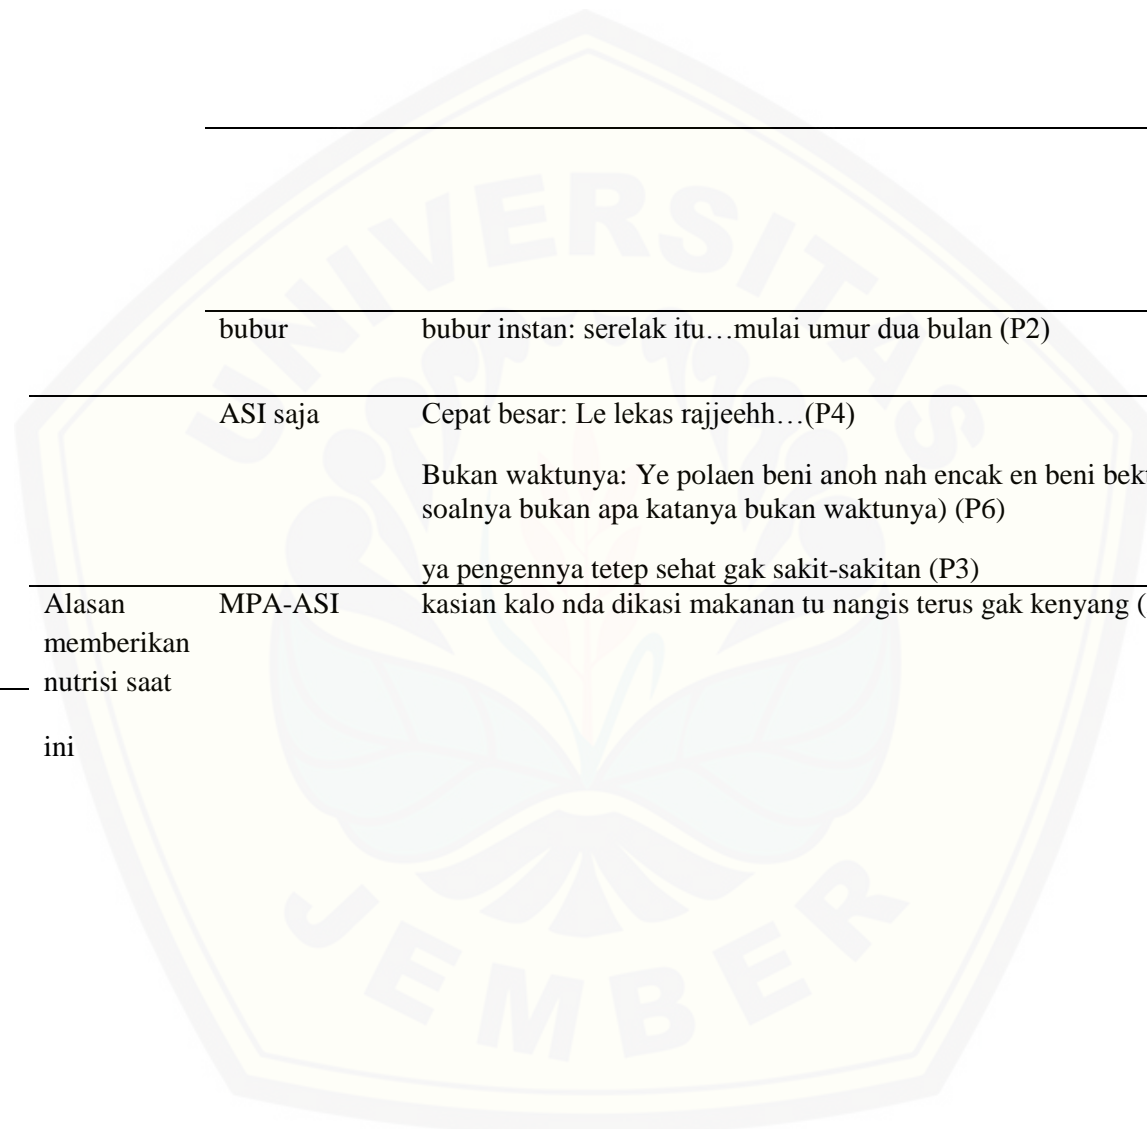 UNIVERSITAS
bubur bubur instan: serelak itu…mulai umur dua bulan (P2)
ASI saja Cepat besar: Le lekas rajjeehh…(P4)
Bukan waktunya: Ye polaen beni anoh nah encak en beni
soalnya bukan apa katanya bukan waktunya) (P6)
ya pengennya tetep sehat gak sakit-sakitan (P3)
Alasan MPA-ASI kasian kalo nda dikasi makanan tu nangis terus gak kenyang (
memberikan
nutrisi saat
ini
JEMBER